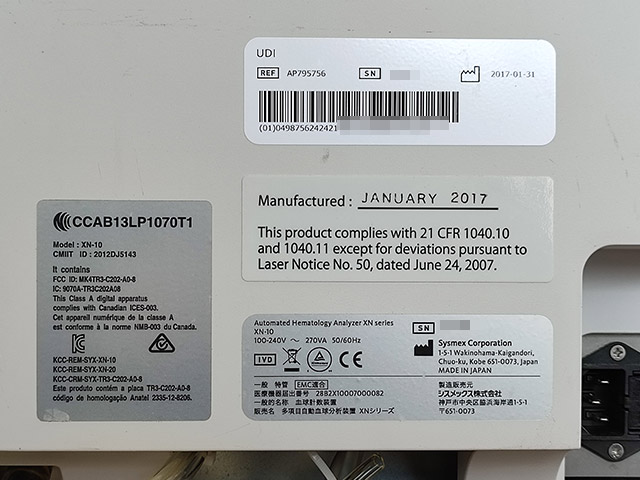 UDI
REF AP795756 SN 2017-01-31
(01)0498756242421
CCAB13LP1070T1
Model : XN-10
CMIIT ID : 2012DJ5143
It contains
FCC ID: MK4TR3-C202-A0-8
IC: 9070A-TR3C202A08
This Class A digital apparatus
complies with Canadian ICES-003.
Cet appareil numérique de la classe A
est conforme à la norme NMB-003 du Canada.
KCC-REM-SYX-XN-10
KCC-REM-SYX-XN-20
KCC-CRM-SYX-TR3-C202-A0-8
Este produto contém a placa TR3-C202-A0-8
código de homologação Anatel 2335-12-8206.
Manufactured : JANUARY 2017
This product complies with 21 CFR 1040.10
and 1040.11 except for deviations pursuant to
Laser Notice No. 50, dated June 24, 2007.
Automated Hematology Analyzer XN series
XN-10
100-240V ～ 270VA 50/60Hz
IVD CE
SN
Sysmex Corporation
1-5-1 Wakinohama-Kaigandori,
Chuo-ku, Kobe 651-0073, Japan
MADE IN JAPAN
一般 特管 EMC適合
医療機器届出番号 : 28B2X10007000082
一般的名称 : 血球計数装置
販売名 : 多項目自動血球分析装置 XNシリーズ
製造販売元
シスメックス株式会社
神戸市中央区脇浜海岸通1-5-1
〒651-0073